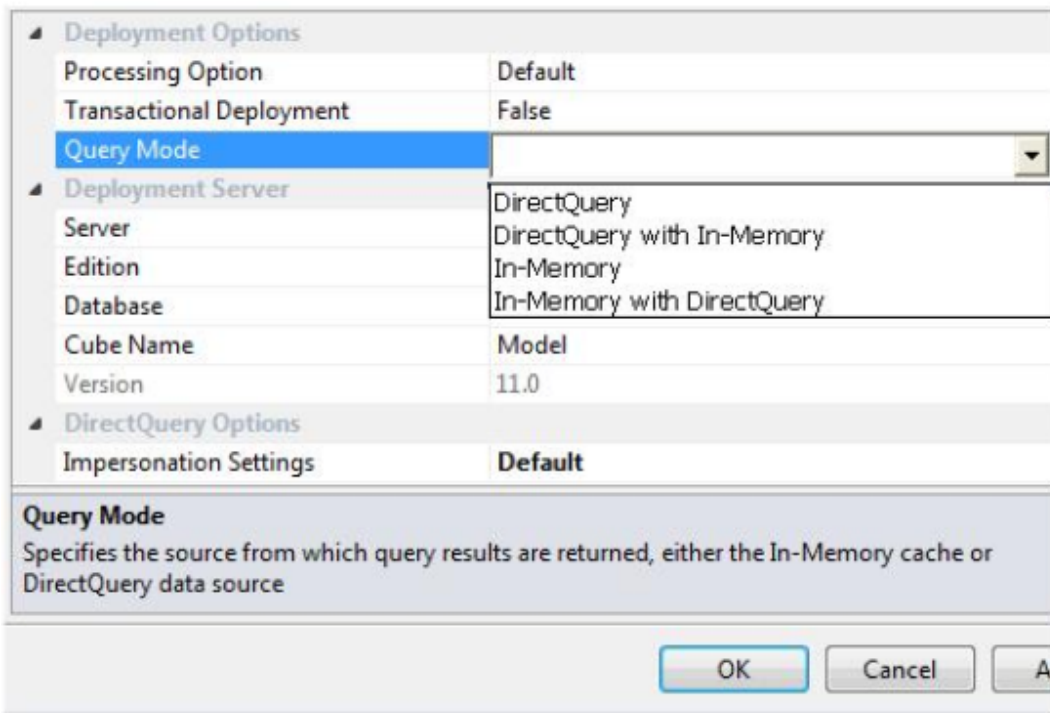 Deployment Options
Processing Option Default
Transactional Deployment False
Query Mode
Deployment Server
DirectQuery
Server
DirectQuery with In-Memory
Edition
In-Memory
Database
In-Memory with DirectQuery
Cube Name Model
Version 11.0
DirectQuery Options
Impersonation Settings Default
Query Mode
Specifies the source from which query results are returned, either the In-Memory cache or
DirectQuery data source
OK Cancel A